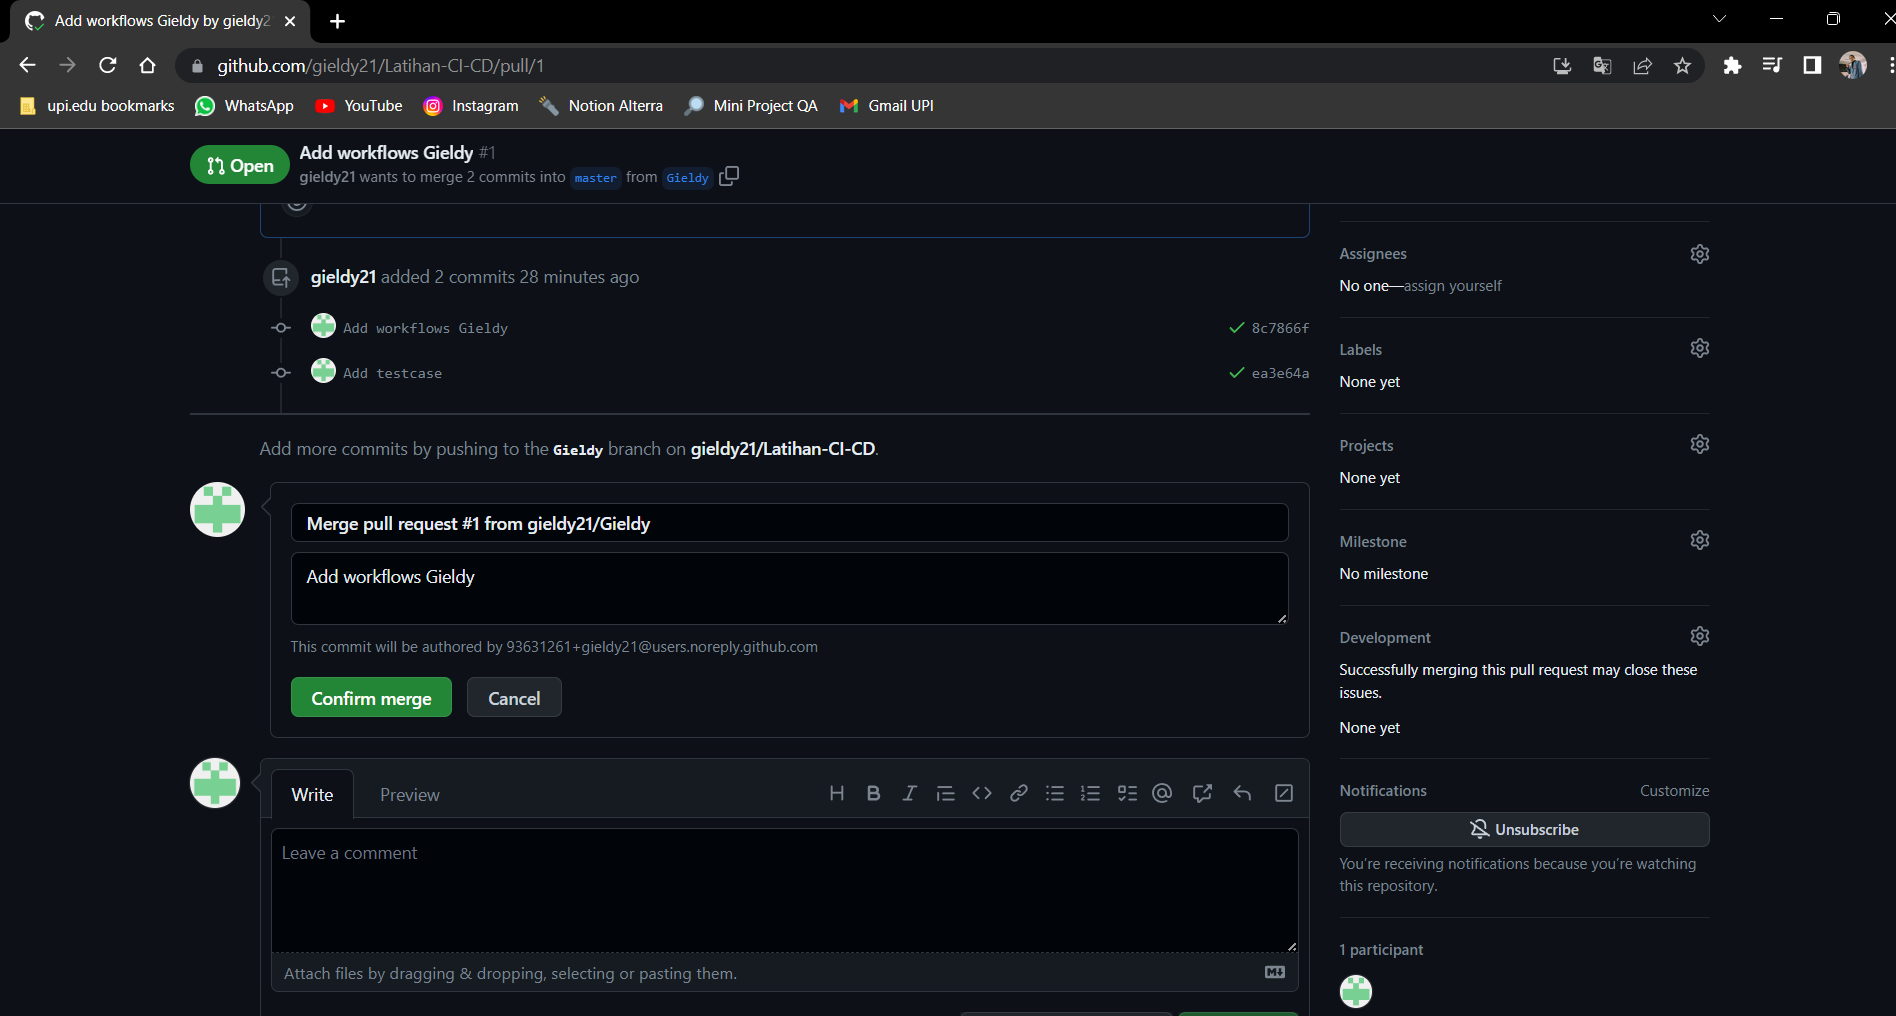 Add workflows Gieldy by gieldy2
github.com/gieldy21/Latihan-CI-CD/pull/1
upi.edu bookmarks WhatsApp YouTube Instagram Notion Alterra Mini Project QA Gmail UPI
Open
Add workflows Gieldy #1
gieldy21 wants to merge 2 commits into master from Gieldy
gieldy21 added 2 commits 28 minutes ago
Add workflows Gieldy 8c7866f
Add testcase ea3e64a
Add more commits by pushing to the Gieldy branch on gieldy21/Latihan-CI-CD.
Merge pull request #1 from gieldy21/Gieldy
Add workflows Gieldy
This commit will be authored by 93631261+gieldy21@users.noreply.github.com
Confirm merge Cancel
Write Preview
Leave a comment
Attach files by dragging & dropping, selecting or pasting them.
Assignees
No one—assign yourself
Labels
None yet
Projects
None yet
Milestone
No milestone
Development
Successfully merging this pull request may close these
issues.
None yet
Notifications Customize
Unsubscribe
You're receiving notifications because you're watching
this repository.
1 participant